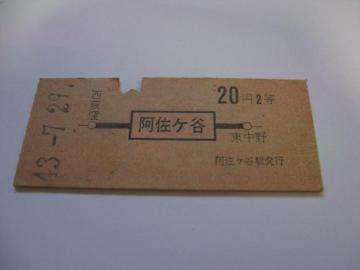 43.-7.29.
西荻窪
阿佐ケ谷
20円2等
東中野
阿佐ケ谷駅発行